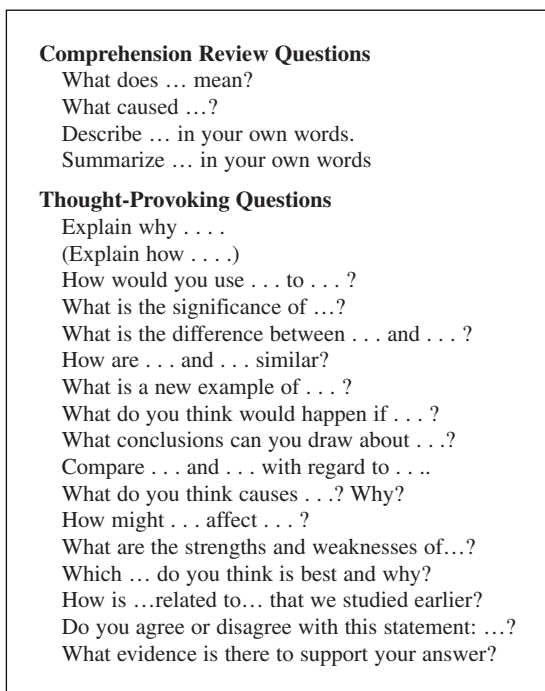 Comprehension Review Questions
What does … mean?
What caused …?
Describe … in your own words.
Summarize … in your own words
Thought-Provoking Questions
Explain why . . . .
(Explain how . . . .)
How would you use . . . to . . . ?
What is the significance of …?
What is the difference between . . . and . . . ?
How are . . . and . . . similar?
What is a new example of . . . ?
What do you think would happen if . . . ?
What conclusions can you draw about . . .?
Compare . . . and . . . with regard to . . ..
What do you think causes . . .? Why?
How might . . . affect . . . ?
What are the strengths and weaknesses of…?
Which … do you think is best and why?
How is …related to… that we studied earlier?
Do you agree or disagree with this statement: …?
What evidence is there to support your answer?